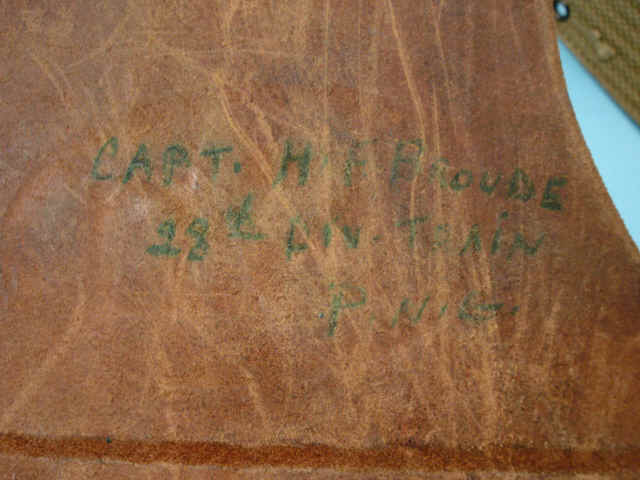 CAPT. H.F BROUDE
28th DIV. TRAIN
P.N.G.